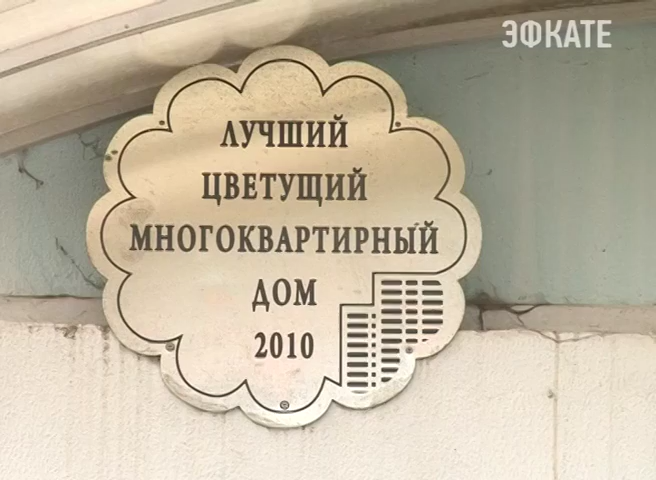 ЭФКАТЕ
ЛУЧШИЙ
ЦВЕТУЩИЙ
МНОГОКВАРТИРНЫЙ
ДОМ
2010